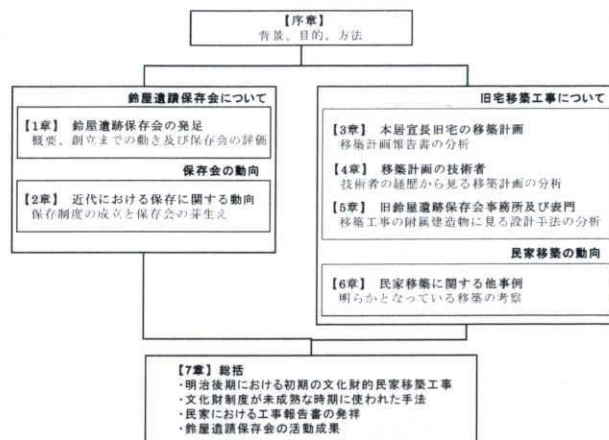 【序章】
背景、目的、方法
鈴屋遺蹟保存会について
【1章】 鈴屋遺跡保存会の発足
概要、創立までの動き及び保存会の評価
保存会の動向
【2章】 近代における保存に関する動向
保存制度の成立と保存会の芽生え
旧宅移築工事について
【3章】 本居宣長旧宅の移築計画
移築計画報告書の分析
【4章】 移築計画の技術者
技術者の経歴から見る移築計画の分析
【5章】 旧鈴屋遺跡保存会事務所及び表門
移築工事の附属建造物に見る設計手法の分析
民家移築の動向
【6章】 民家移築に関する他事例
明らかとなっている移築の考察
【7章】 総括
・明治後期における初期の文化財的民家移築工事
・文化財制度が未成熟な時期に使われた手法
・民家における工事報告書の発祥
・鈴屋遺蹟保存会の活動成果